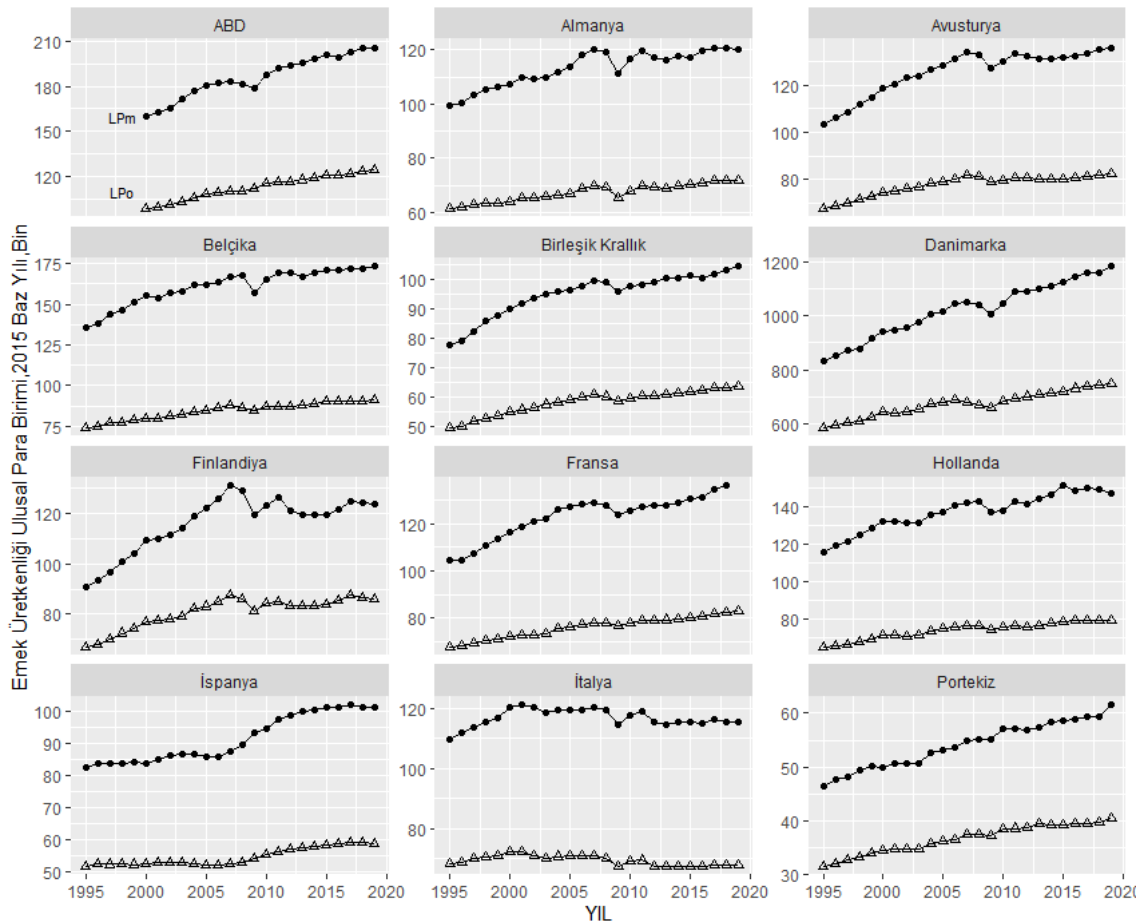 ABD
Almanya
Avusturya
210
180
150
120
LPm
LPo
120
100
80
60
120
100
80
Belçika
Birleşik Krallık
Danimarka
175
150
125
100
75
100
90
80
70
60
50
1200
1000
800
600
Finlandiya
Fransa
Hollanda
120
100
80
120
100
80
140
120
100
80
İspanya
İtalya
Portekiz
100
90
80
70
60
50
120
100
80
60
50
40
30
1995 2000 2005 2010 2015 2020
1995 2000 2005 2010 2015 2020
1995 2000 2005 2010 2015 2020
YIL
Emek Üretkenliği Ulusal Para Birimi,2015 Baz Yılı,Bin